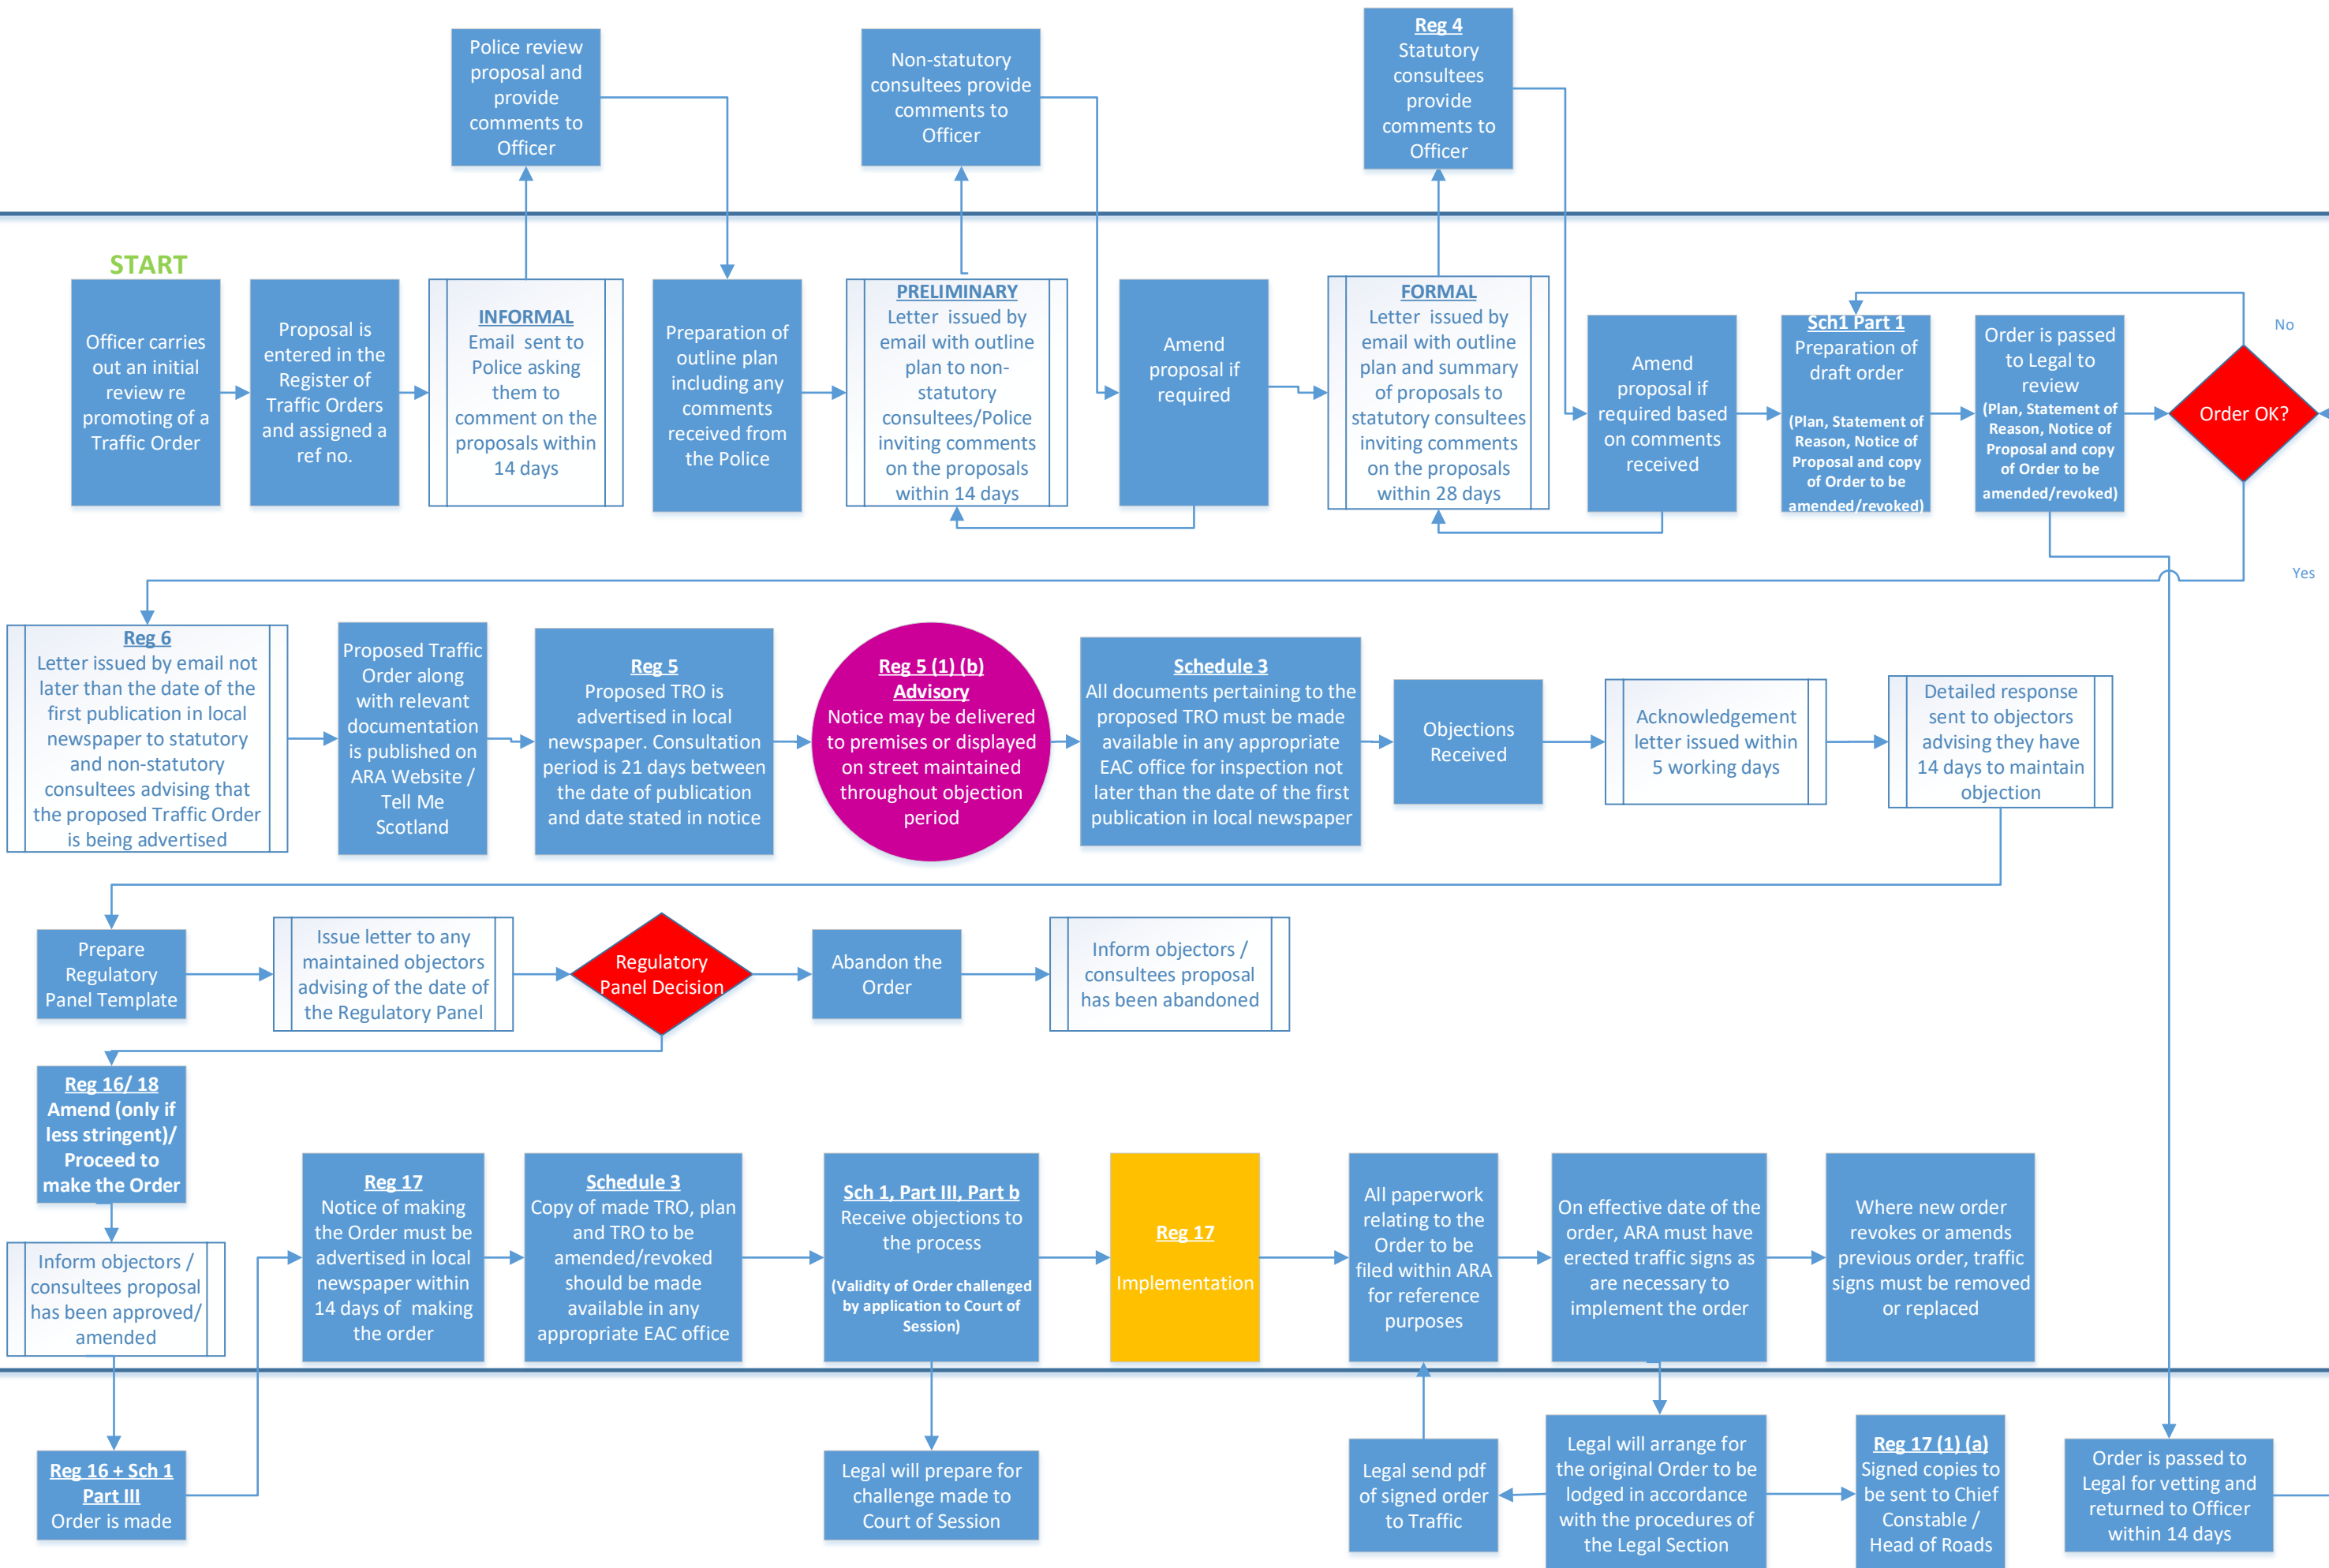 Police review
proposal and
provide
comments to
Officer
Non-statutory
consultees provide
comments to
Officer
Reg 4
Statutory
consultees
provide
comments to
Officer
START
Officer carries
out an initial
review re
promoting of a
Traffic Order
Proposal is
entered in the
Register of
Traffic Orders
and assigned a
ref no.
INFORMAL
Email sent to
Police asking
them to
comment on the
proposals within
14 days
Preparation of
outline plan
including any
comments
received from
the Police
PRELIMINARY
Letter issued by
email with outline
plan to non-
statutory
consultees/Police
inviting comments
on the proposals
within 14 days
Amend
proposal if
required
FORMAL
Letter issued by
email with outline
plan and summary
of proposals to
statutory consultees
inviting comments
on the proposals
within 28 days
Amend
proposal if
required based
on comments
received
Sch1 Part 1
Preparation of
draft order
(Plan, Statement of
Reason, Notice of
Proposal and copy
of Order to be
amended/revoked)
Order is passed
to Legal to
review
(Plan, Statement of
Reason, Notice of
Proposal and copy
of Order to be
amended/revoked)
Order OK?
No
Yes
Reg 6
Letter issued by email not
later than the date of the
first publication in local
newspaper to statutory
and non-statutory
consultees advising that
the proposed Traffic Order
is being advertised
Proposed Traffic
Order along
with relevant
documentation
is published on
ARA Website /
Tell Me
Scotland
Reg 5
Proposed TRO is
advertised in local
newspaper. Consultation
period is 21 days between
the date of publication
and date stated in notice
Reg 5 (1) (b)
Advisory
Notice may be delivered
to premises or displayed
on street maintained
throughout objection
period
Schedule 3
All documents pertaining to the
proposed TRO must be made
available in any appropriate
EAC office for inspection not
later than the date of the first
publication in local newspaper
Objections
Received
Acknowledgement
letter issued within
5 working days
Detailed response
sent to objectors
advising they have
14 days to maintain
objection
Prepare
Regulatory
Panel Template
Issue letter to any
maintained objectors
advising of the date of
the Regulatory Panel
Regulatory
Panel Decision
Abandon the
Order
Inform objectors /
consultees proposal
has been abandoned
Reg 16/ 18
Amend (only if
less stringent)/
Proceed to
make the Order
Inform objectors /
consultees proposal
has been approved/
amended
Reg 17
Notice of making
the Order must be
advertised in local
newspaper within
14 days of making
the order
Schedule 3
Copy of made TRO, plan
and TRO to be
amended/revoked
should be made
available in any
appropriate EAC office
Sch 1, Part III, Part b
Receive objections to
the process
(Validity of Order challenged
by application to Court of
Session)
Reg 17
Implementation
All paperwork
relating to the
Order to be
filed within ARA
for reference
purposes
On effective date of the
order, ARA must have
erected traffic signs as
are necessary to
implement the order
Where new order
revokes or amends
previous order, traffic
signs must be removed
or replaced
Reg 16 + Sch 1
Part III
Order is made
Legal will prepare for
challenge made to
Court of Session
Legal send pdf
of signed order
to Traffic
Legal will arrange for
the original Order to be
lodged in accordance
with the procedures of
the Legal Section
Reg 17 (1) (a)
Signed copies to
be sent to Chief
Constable /
Head of Roads
Order is passed to
Legal for vetting and
returned to Officer
within 14 days